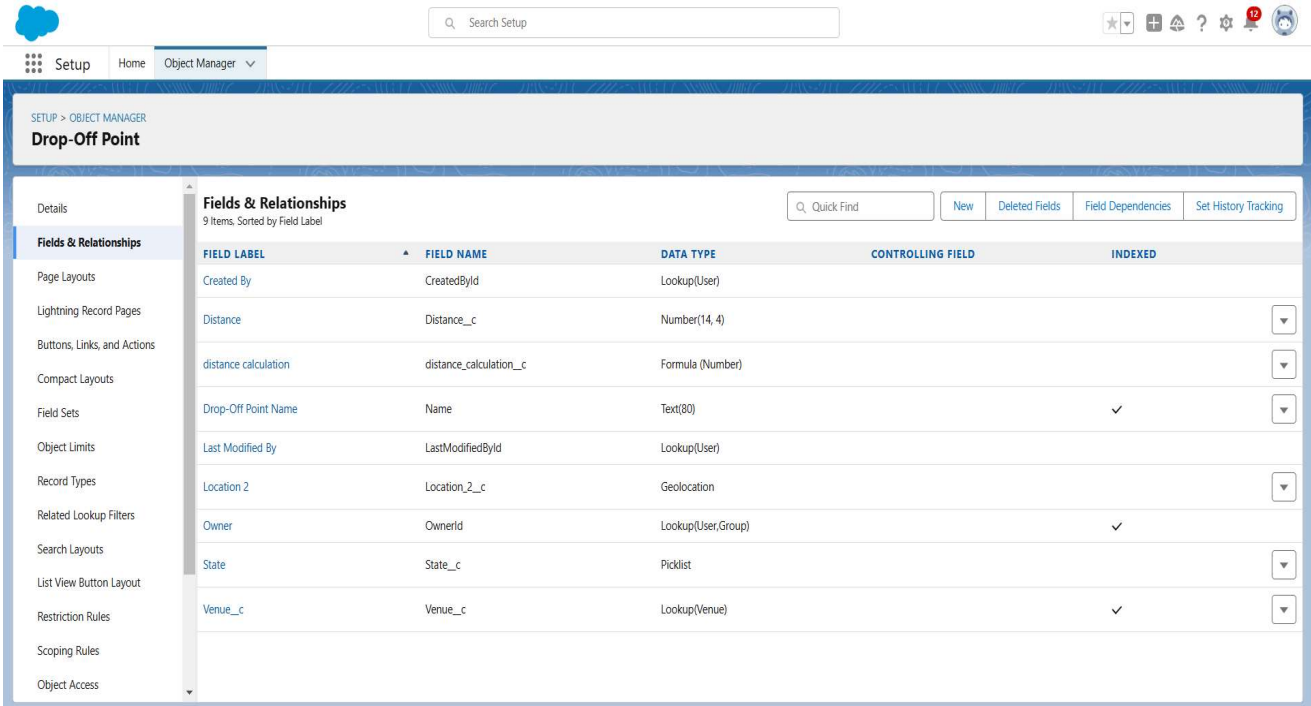 Search Setup
12
Setup
Home
Object Manager
SETUP > OBJECT MANAGER
Drop-Off Point
Details
Fields & Relationships
Page Layouts
Lightning Record Pages
Buttons, Links, and Actions
Compact Layouts
Field Sets
Object Limits
Record Types
Related Lookup Filters
Search Layouts
List View Button Layout
Restriction Rules
Scoping Rules
Object Access
Fields & Relationships
9 Items, Sorted by Field Label
Quick Find
New
Deleted Fields
Field Dependencies
Set History Tracking
FIELD LABEL FIELD NAME DATA TYPE CONTROLLING FIELD INDEXED
Created By CreatedById Lookup(User)
Distance Distance__c Number(14, 4)
distance calculation distance_calculation__c Formula (Number)
Drop-Off Point Name Name Text(80)
Last Modified By LastModifiedById Lookup(User)
Location 2 Location_2__c Geolocation
Owner OwnerId Lookup(User,Group)
State State__c Picklist
Venue__c Venue__c Lookup(Venue)